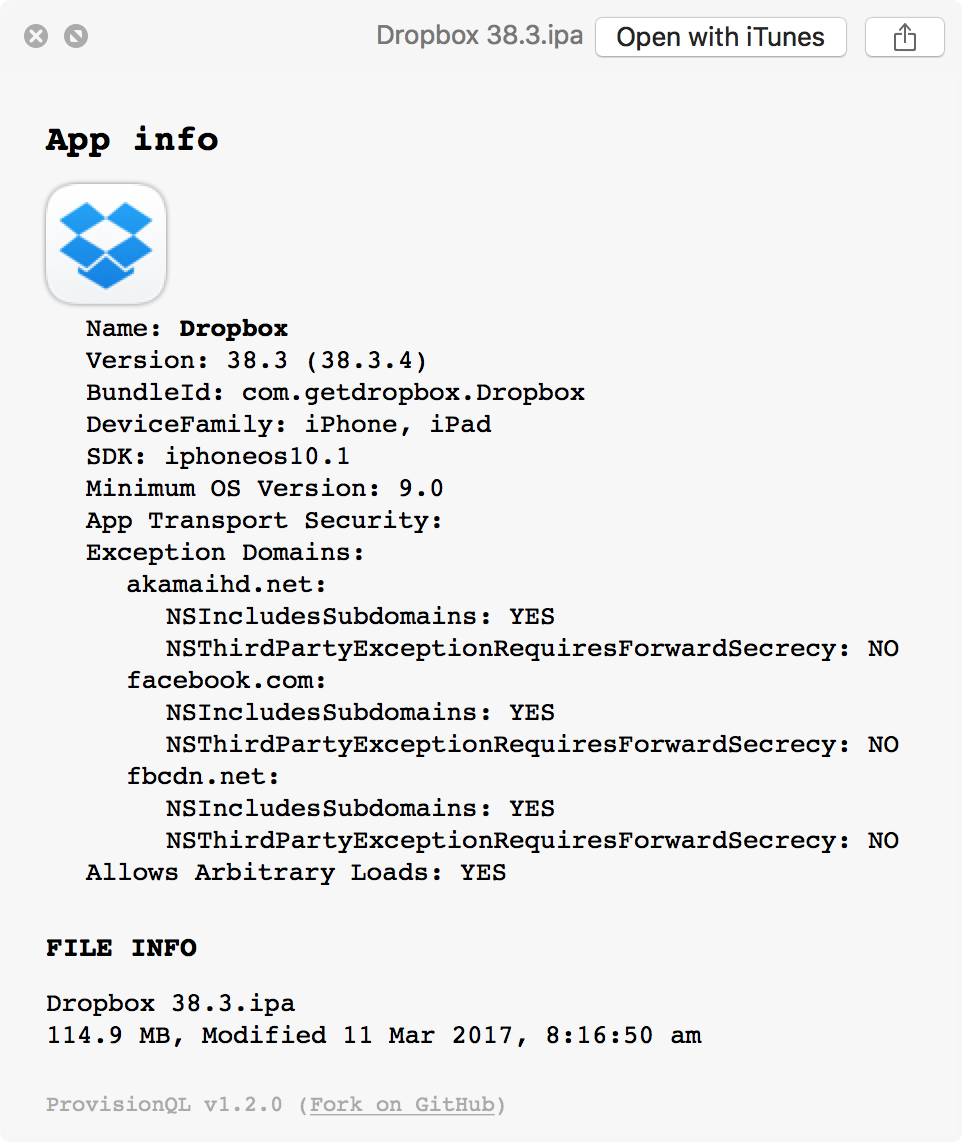 Dropbox 38.3.ipa
Open with iTunes
App info
Name: Dropbox
Version: 38.3 (38.3.4)
BundleId: com.getdropbox.Dropbox
DeviceFamily: iPhone, iPad
SDK: iphoneos10.1
Minimum OS Version: 9.0
App Transport Security:
Exception Domains:
akamaihd.net:
NSIncludesSubdomains: YES
NSThirdPartyExceptionRequiresForwardSecrecy: NO
facebook.com:
NSIncludesSubdomains: YES
NSThirdPartyExceptionRequiresForwardSecrecy: NO
fbcdn.net:
NSIncludesSubdomains: YES
NSThirdPartyExceptionRequiresForwardSecrecy: NO
Allows Arbitrary Loads: YES
FILE INFO
Dropbox 38.3.ipa
114.9 MB, Modified 11 Mar 2017, 8:16:50 am
ProvisionQL v1.2.0 (Fork on GitHub)